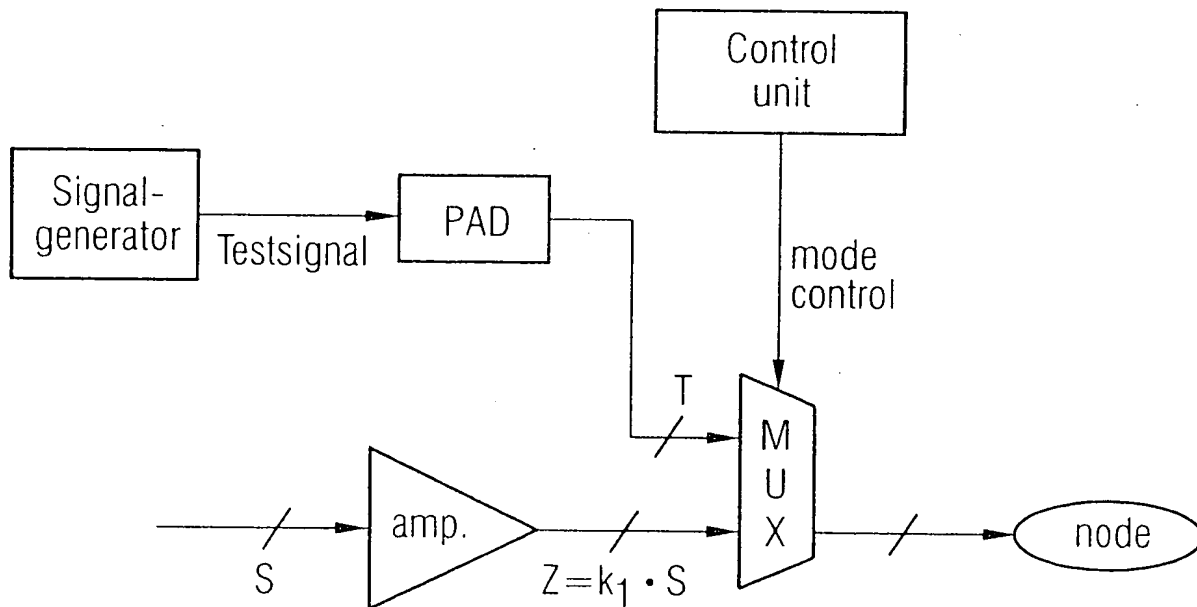 Control
unit
Signal-
generator
Testsignal
PAD
mode
control
T
M
U
X
S
amp.
Z=k₁ · S
node